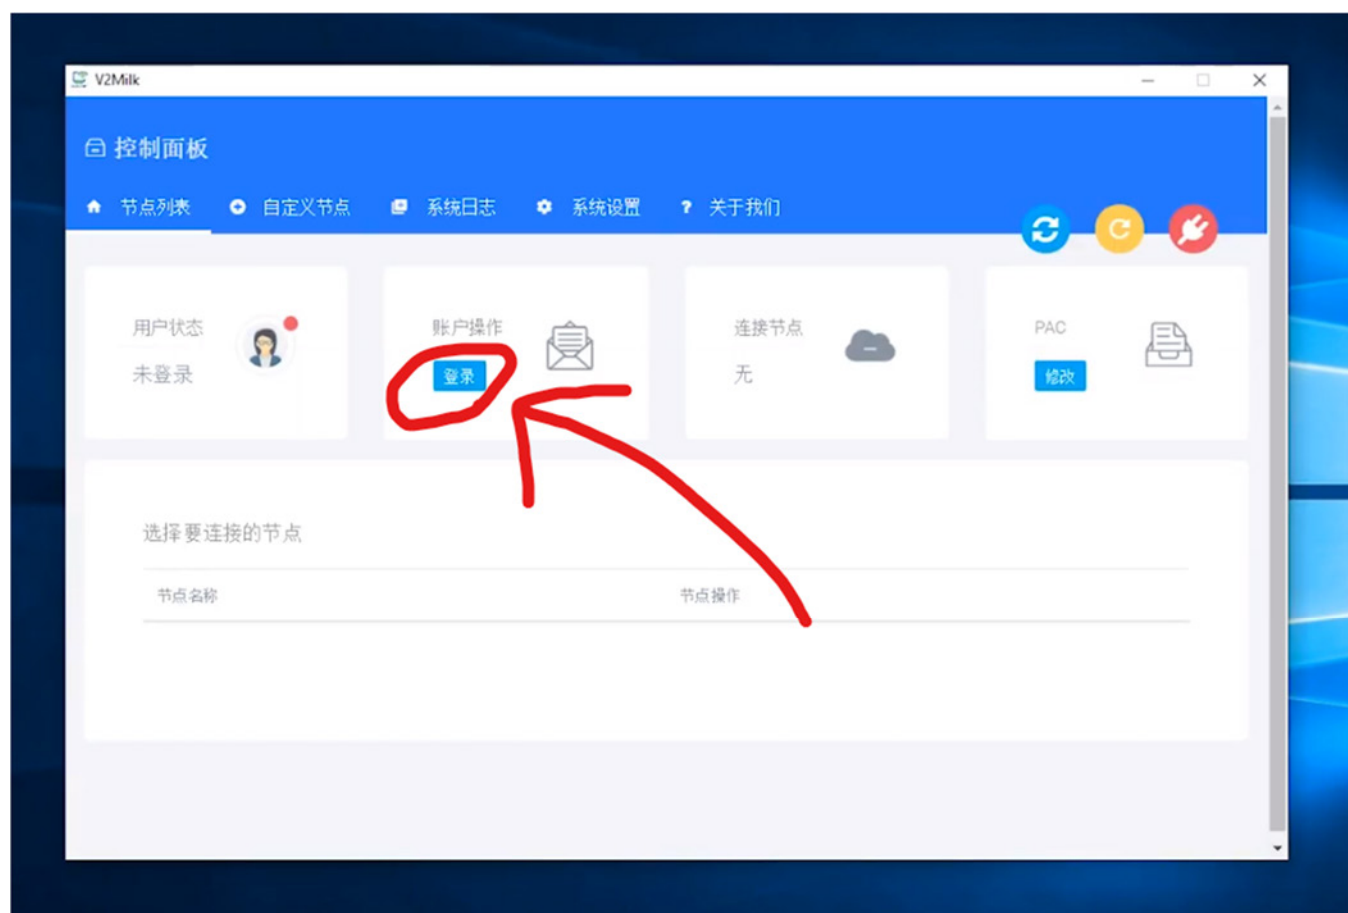 V2Milk
控制面板
节点列表 自定义节点 系统日志 系统设置 ? 关于我们
用户状态 账户操作 连接节点 PAC
未登录 登录 无 修改
选择要连接的节点
节点名称 节点操作